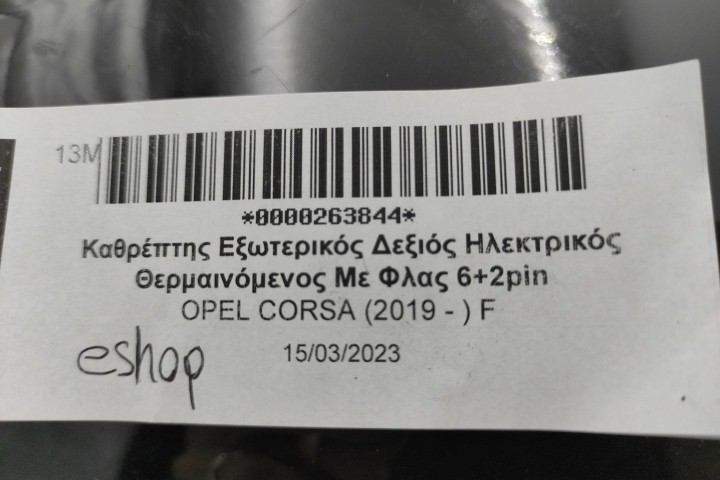 13M
*0000263844*
Καθρέπτης Εξωτερικός Δεξιός Ηλεκτρικός
Θερμαινόμενος Με Φλας 6+2pin
OPEL CORSA (2019 - ) F
15/03/2023
eshop